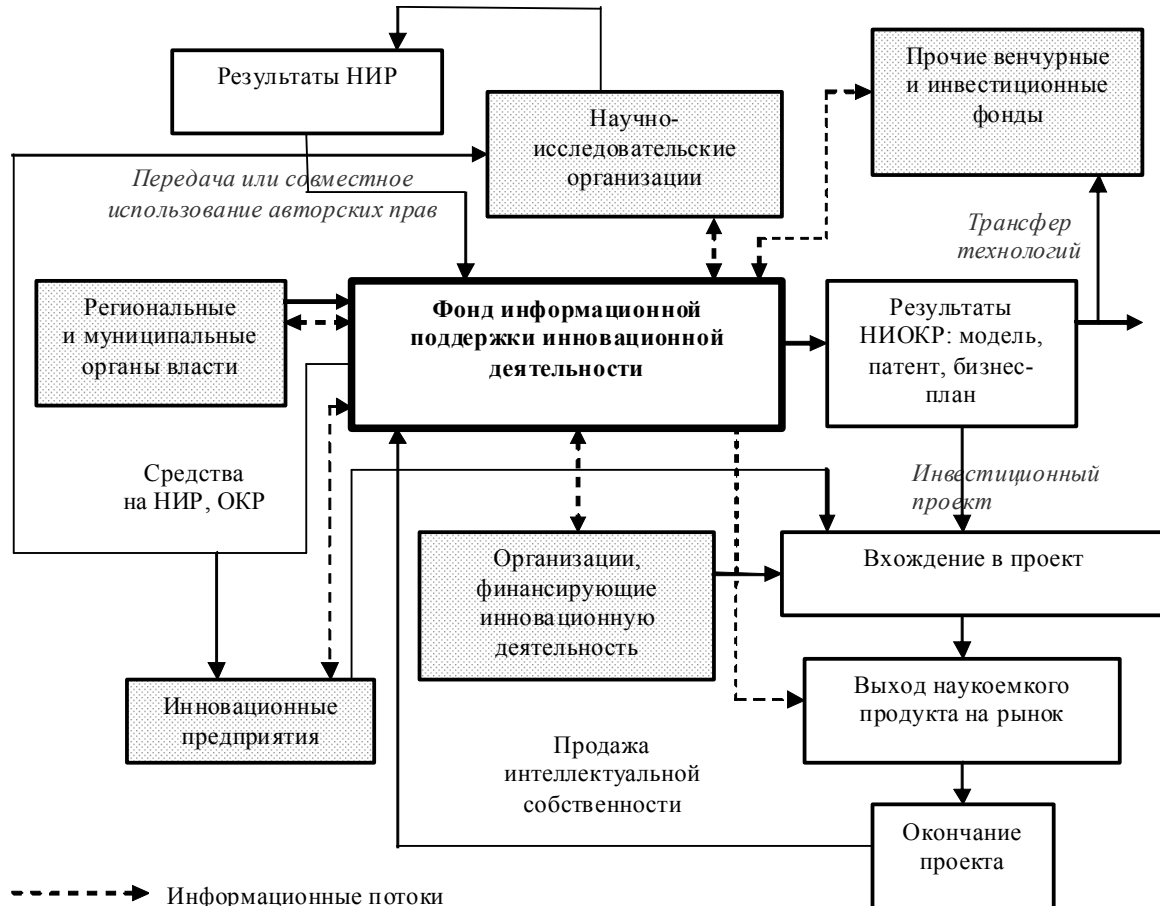 Результаты НИР
Прочие венчурные
и инвестиционные
фонды
Научно-
исследовательские
организации
Передача или совместное
использование авторских прав
Трансфер
технологий
Региональные
и муниципальные
органы власти
Фонд информационной
поддержки инновационной
деятельности
Результаты
НИОКР: модель,
патент, бизнес-
план
Средства
на НИР, ОКР
Инвестиционный
проект
Организации,
финансирующие
инновационную
деятельность
Вхождение в проект
Инновационные
предприятия
Выход наукоемкого
продукта на рынок
Продажа
интеллектуальной
собственности
Окончание
проекта
Информационные потоки